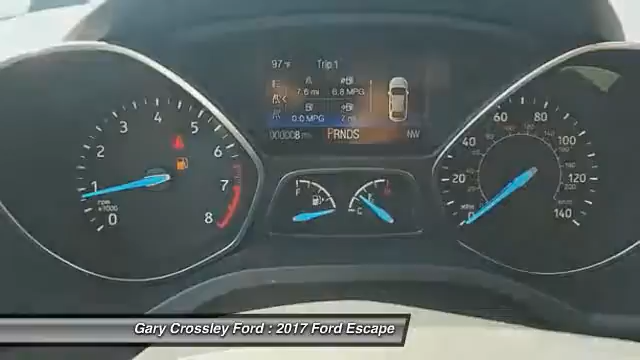 97°F Trip 1
7.6 mi 6.8 MPG
0.0 MPG 7 mi
000008 mi PRNDS NW
0 1 2 3 4 5 6 7 8
rpm
x1000
F
C
0 20 40 60 80 100 120 140
Gary Crossley Ford : 2017 Ford Escape